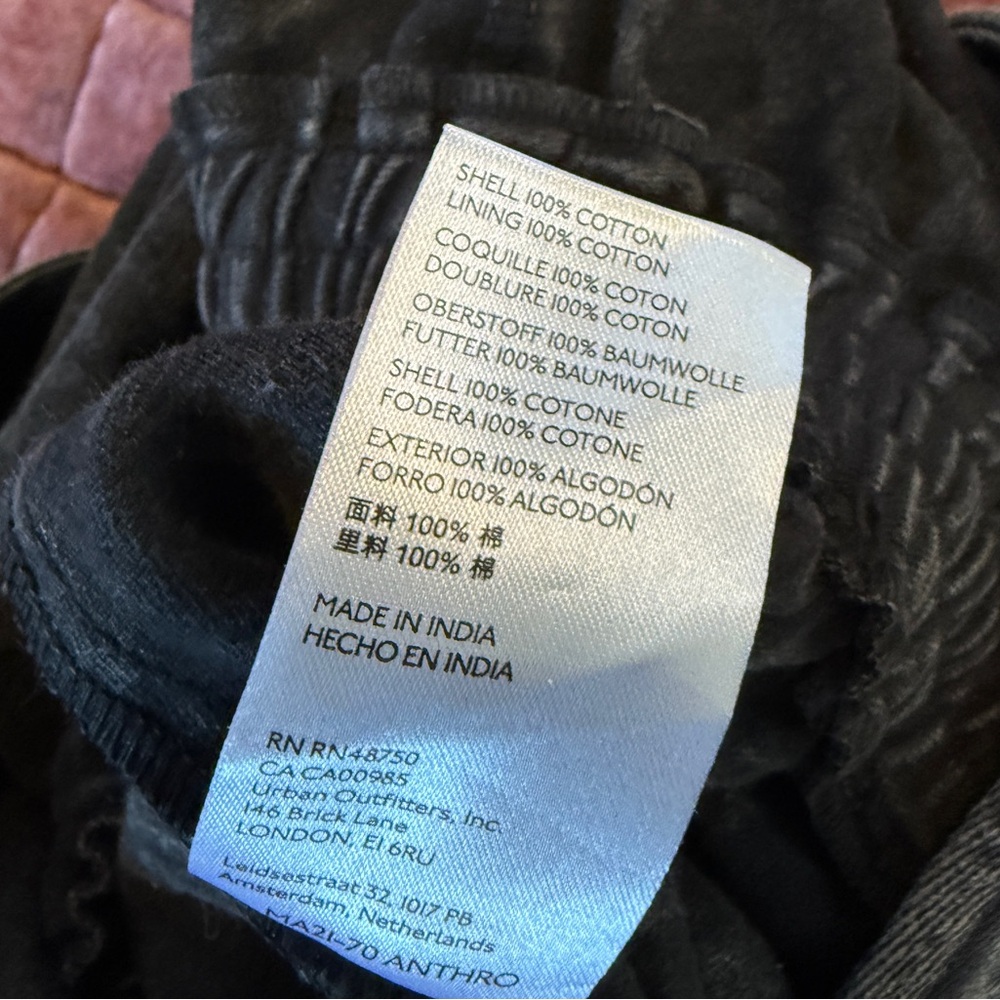 SHELL 100% COTTON
LINING 100% COTTON
COQUILLE 100% COTON
DOUBLURE 100% COTON
OBERSTOFF 100% BAUMWOLLE
FUTTER 100% BAUMWOLLE
SHELL 100% COTONE
FODERA 100% COTONE
EXTERIOR 100% ALGODÓN
FORRO 100% ALGODÓN
面料 100% 棉
里料 100% 棉
MADE IN INDIA
HECHO EN INDIA
RN RN48750
CA CA00985
Urban Outfitters, Inc.
146 Brick Lane
LONDON, E1 6RU
Leidsestraat 32, 1017 PB
Amsterdam, Netherlands
MA21-70 ANTHRO